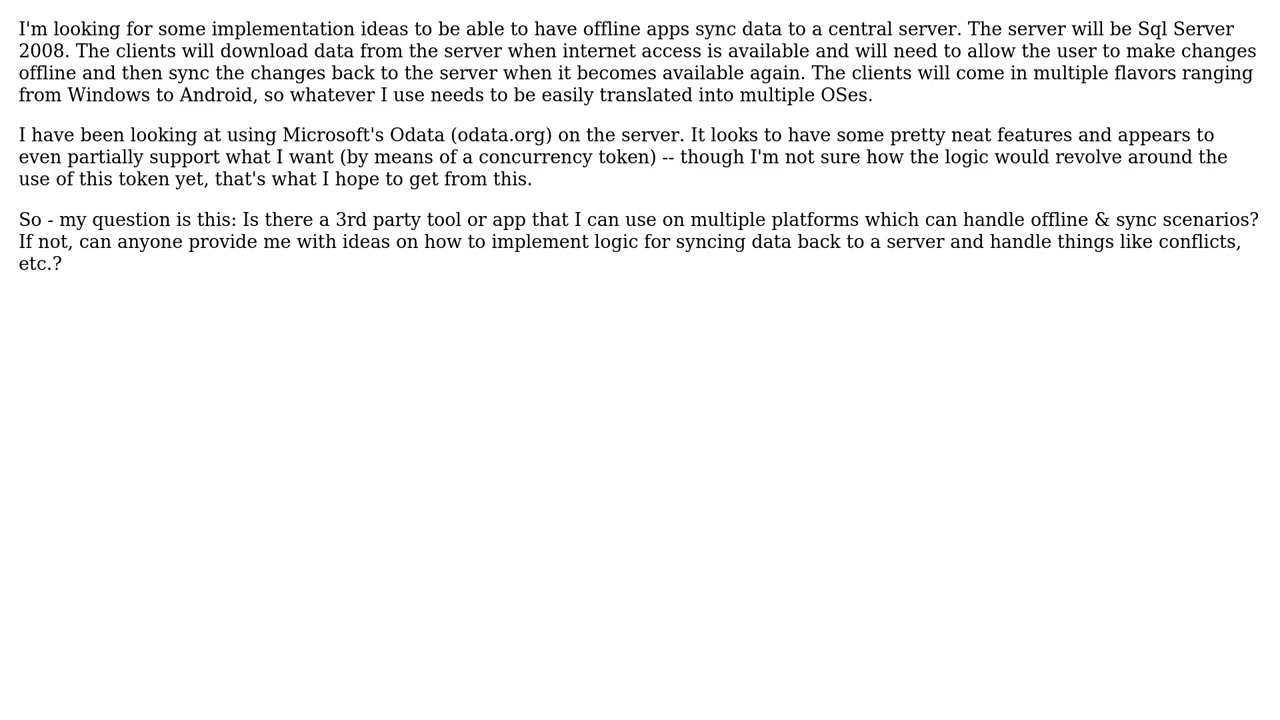 I'm looking for some implementation ideas to be able to have offline apps sync data to a central server. The server will be Sql Server
2008. The clients will download data from the server when internet access is available and will need to allow the user to make changes
offline and then sync the changes back to the server when it becomes available again. The clients will come in multiple flavors ranging
from Windows to Android, so whatever I use needs to be easily translated into multiple OSes.
I have been looking at using Microsoft's Odata (odata.org) on the server. It looks to have some pretty neat features and appears to
even partially support what I want (by means of a concurrency token) -- though I'm not sure how the logic would revolve around the
use of this token yet, that's what I hope to get from this.
So - my question is this: Is there a 3rd party tool or app that I can use on multiple platforms which can handle offline & sync scenarios?
If not, can anyone provide me with ideas on how to implement logic for syncing data back to a server and handle things like conflicts,
etc.?